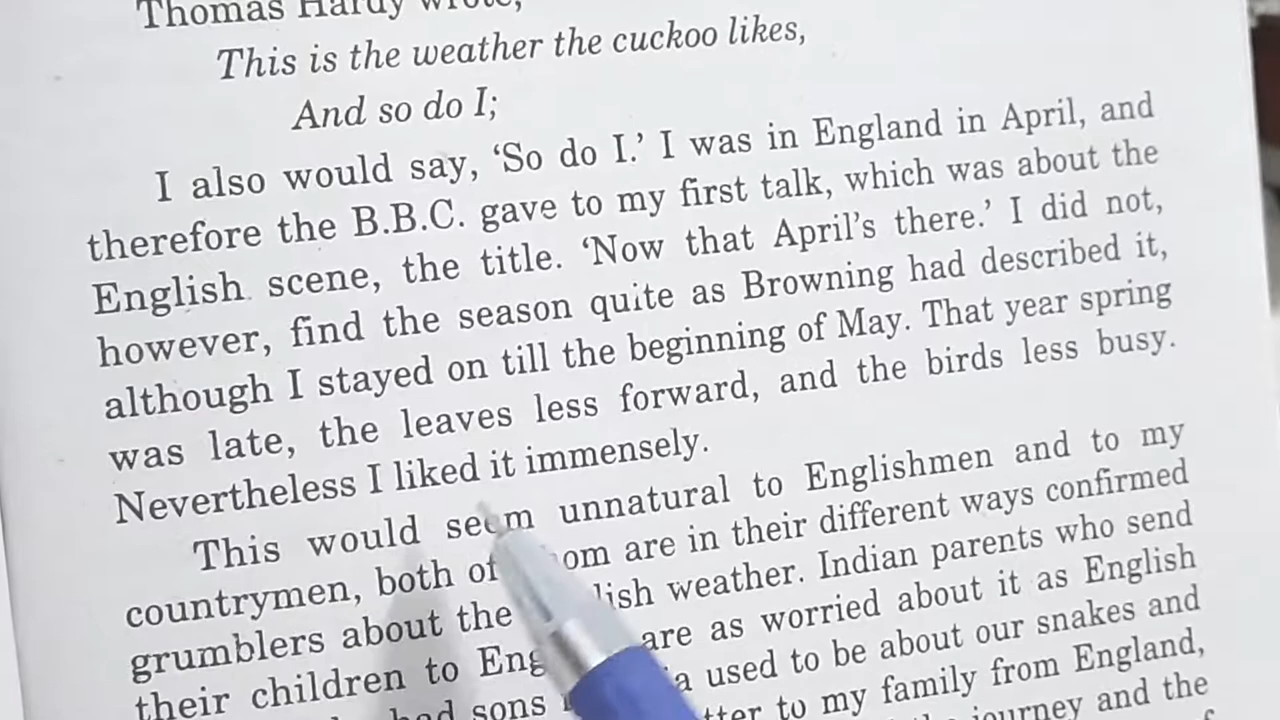 Thomas Hardy wrote,
This is the weather the cuckoo likes,
And so do I;
I also would say, ‘So do I.’ I was in England in April, and
therefore the B.B.C. gave to my first talk, which was about the
English scene, the title. ‘Now that April’s there.’ I did not,
however, find the season quite as Browning had described it,
although I stayed on till the beginning of May. That year spring
was late, the leaves less forward, and the birds less busy.
Nevertheless I liked it immensely.
This would seem unnatural to Englishmen and to my
countrymen, both of are in their different ways confirmed
grumblers about the weather. Indian parents who send
their children to are as worried about it as English
had sons used to be about our snakes and
to my family from England,
journey and the